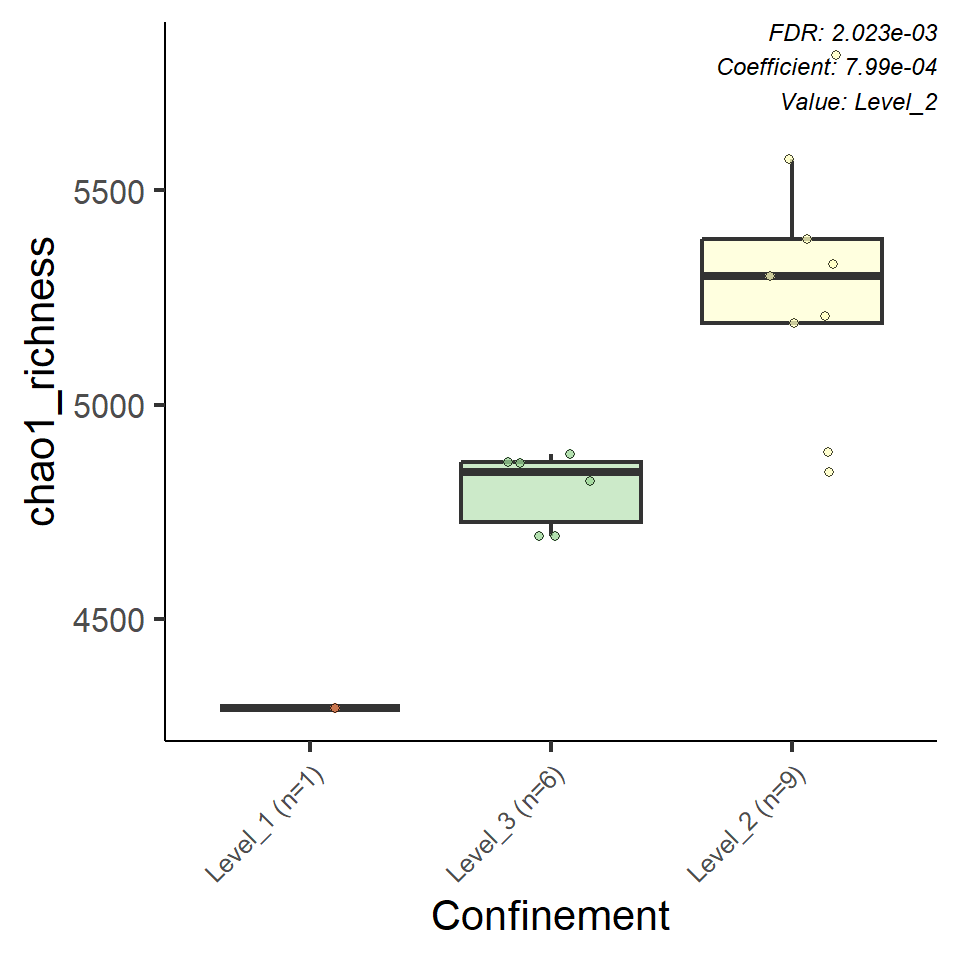 FDR: 2.023e-03
Coefficient: 7.99e-04
Value: Level_2
chao1_richness
5500
5000
4500
Level_1 (n=1)
Level_3 (n=6)
Level_2 (n=9)
Confinement